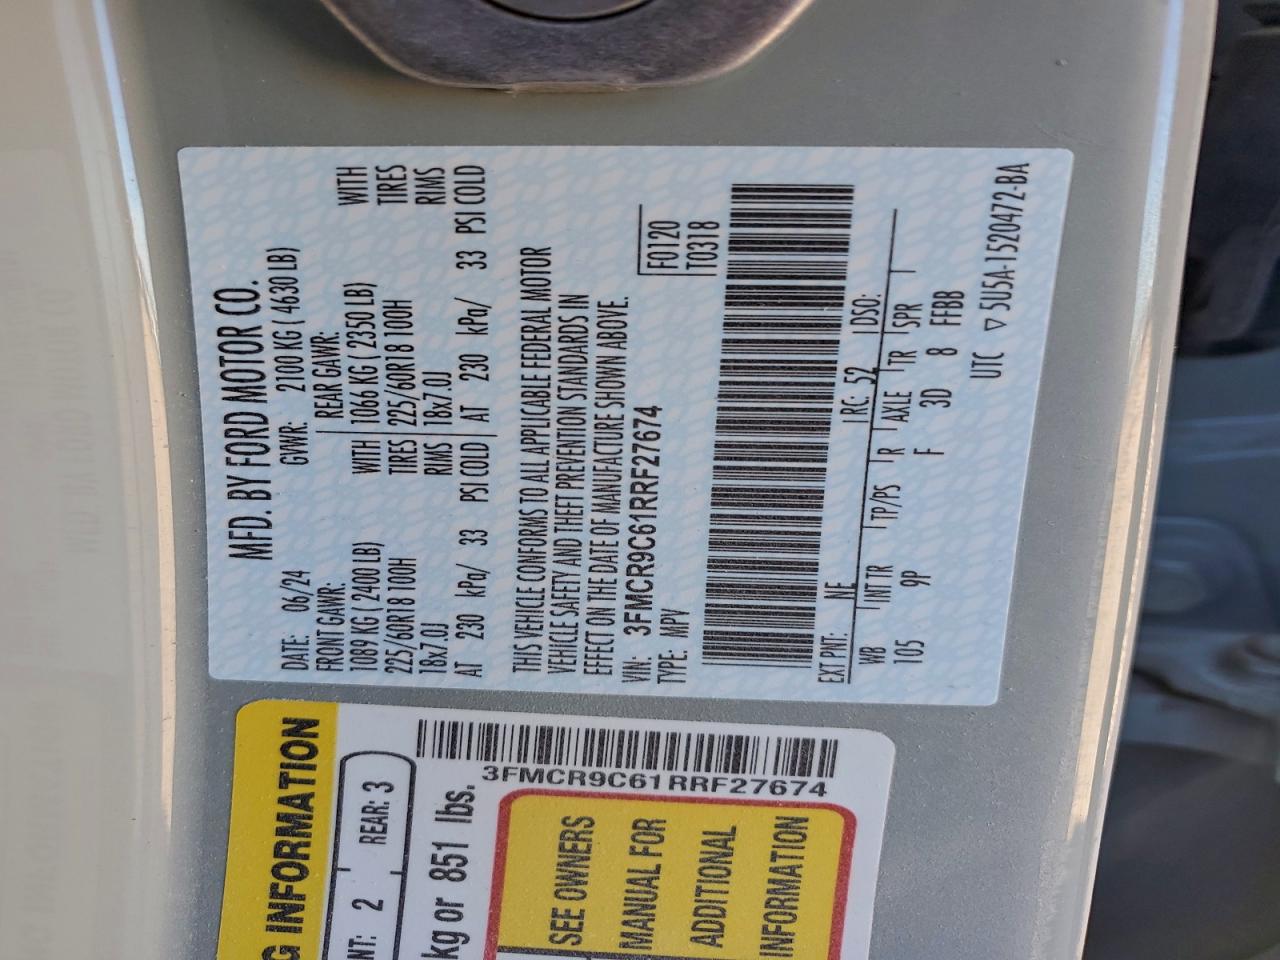 MFD. BY FORD MOTOR CO.
DATE: 06/24 GVWR: 2100 KG ( 4630 LB)
FRONT GAWR: REAR GAWR:
1089 KG ( 2400 LB) WITH 1066 KG ( 2350 LB) WITH
225/60R18 100H TIRES 225/60R18 100H TIRES
18x7.0J RIMS 18x7.0J RIMS
AT 230 kPa/ 33 PSI COLD AT 230 kPa/ 33 PSI COLD
THIS VEHICLE CONFORMS TO ALL APPLICABLE FEDERAL MOTOR
VEHICLE SAFETY AND THEFT PREVENTION STANDARDS IN
EFFECT ON THE DATE OF MANUFACTURE SHOWN ABOVE.
VIN: 3FMCR9C61RRF27674 F0120
TYPE: MPV T0318
EXT PNT: NE RC: 52 DSO:
WB INT TR TP/PS R AXLE TR SPR
105 9P F 3D 8 FFBB
UTC ▽ 5U5A-1520472-BA
G INFORMATION
NT: 2 REAR: 3
kg or 851 lbs.
3FMCR9C61RRF27674
SEE OWNERS
MANUAL FOR
ADDITIONAL
INFORMATION